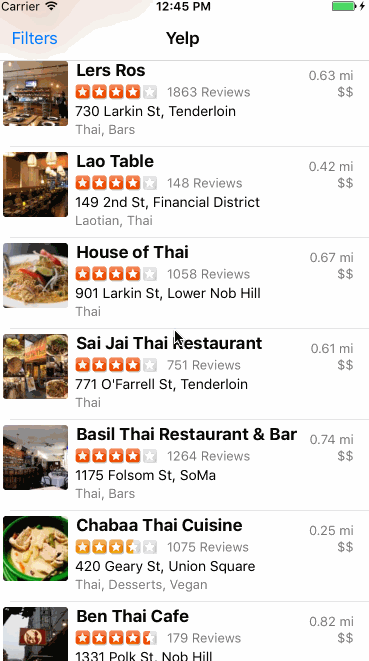 Carrier 12:45 PM
Filters Yelp
Lers Ros 0.63 mi
1863 Reviews $$
730 Larkin St, Tenderloin
Thai, Bars
Lao Table 0.42 mi
148 Reviews $$
149 2nd St, Financial District
Laotian, Thai
House of Thai 0.67 mi
1058 Reviews $$
901 Larkin St, Lower Nob Hill
Thai
Sai Jai Thai Restaurant 0.61 mi
751 Reviews $$
771 O'Farrell St, Tenderloin
Thai
Basil Thai Restaurant & Bar 0.74 mi
1264 Reviews $$
1175 Folsom St, SoMa
Thai, Bars
Chabaa Thai Cuisine 0.25 mi
1075 Reviews $$
420 Geary St, Union Square
Thai, Desserts, Vegan
Ben Thai Cafe 0.82 mi
179 Reviews $$
1331 Polk St, Nob Hill